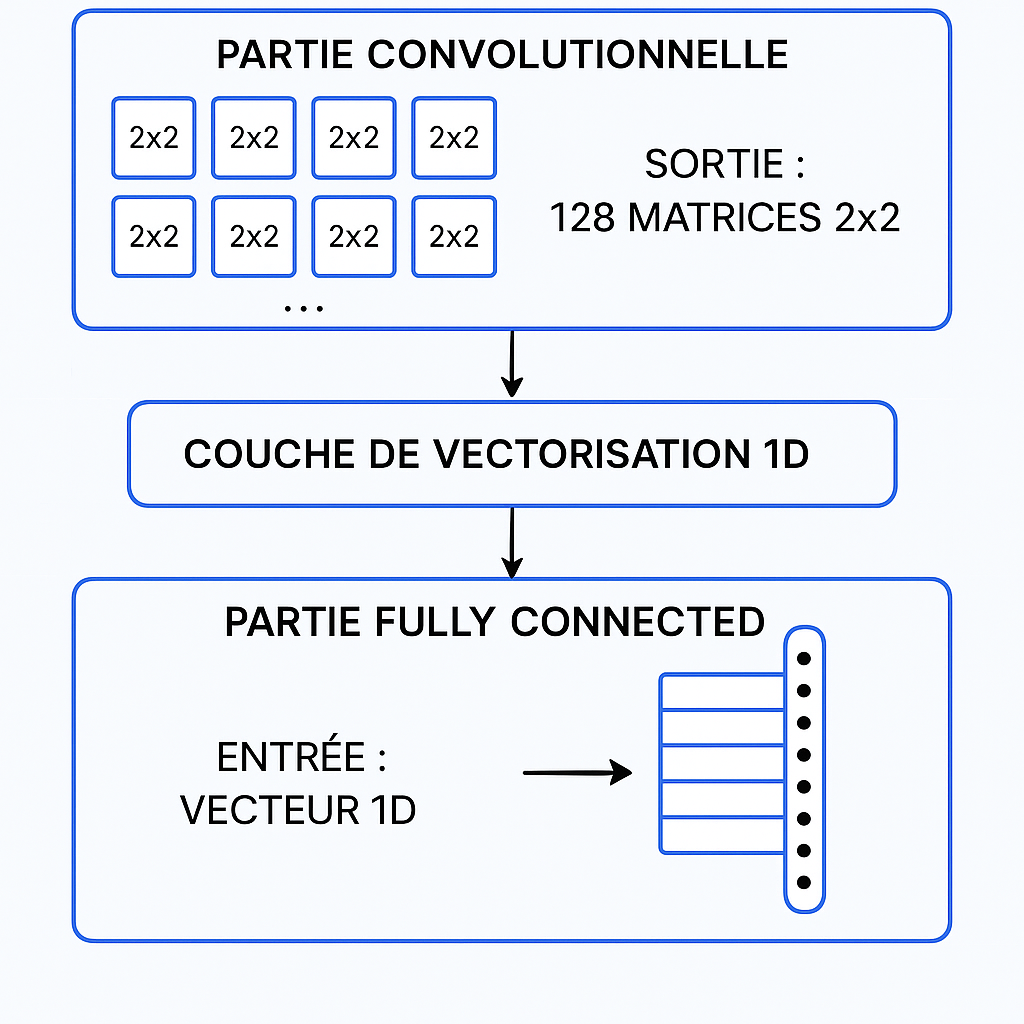 PARTIE CONVOLUTIONNELLE
2x2 2x2 2x2 2x2
2x2 2x2 2x2 2x2
...
SORTIE :
128 MATRICES 2x2
COUCHE DE VECTORISATION 1D
PARTIE FULLY CONNECTED
ENTRÉE :
VECTEUR 1D